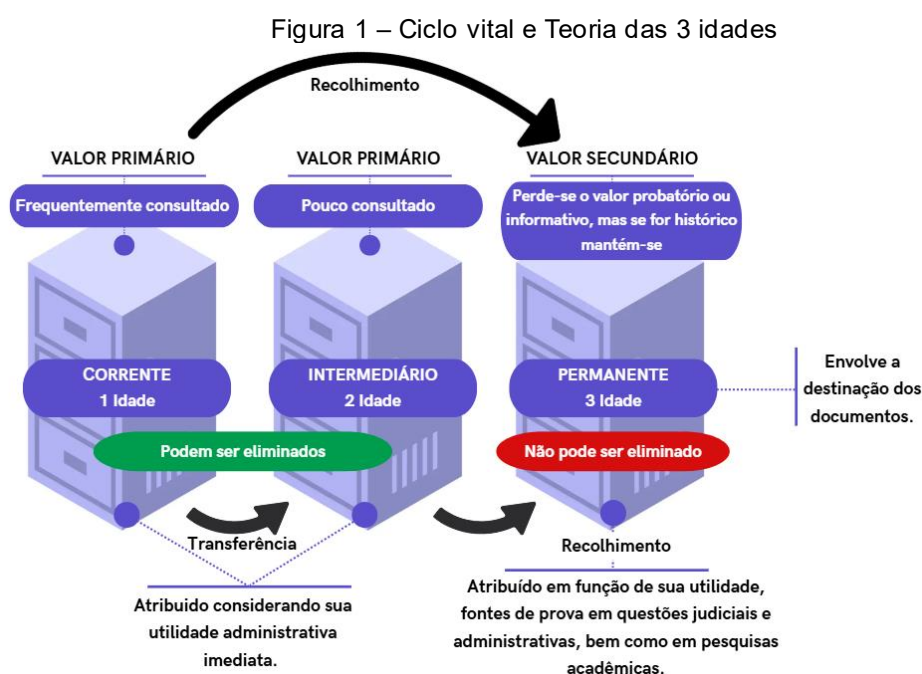 Figura 1 – Ciclo vital e Teoria das 3 idades
Recolhimento
VALOR PRIMÁRIO
VALOR PRIMÁRIO
VALOR SECUNDÁRIO
Frequentemente consultado
Pouco consultado
Perde-se o valor probatório ou
informativo, mas se for histórico
mantém-se
CORRENTE
1 Idade
INTERMEDIÁRIO
2 Idade
PERMANENTE
3 Idade
Envolve a
destinação dos
documentos.
Podem ser eliminados
Não pode ser eliminado
Transferência
Recolhimento
Atribuido considerando sua
utilidade administrativa
imediata.
Atribuído em função de sua utilidade,
fontes de prova em questões judiciais e
administrativas, bem como em pesquisas
acadêmicas.